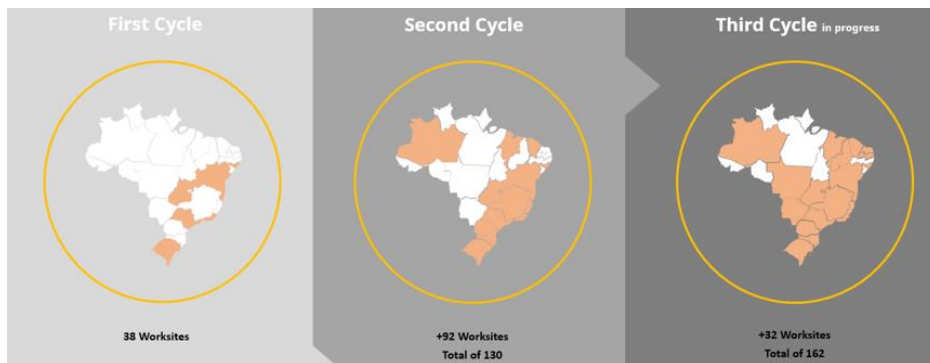 First Cycle
38 Worksites
Second Cycle
+92 Worksites
Total of 130
Third Cycle in progress
+32 Worksites
Total of 162